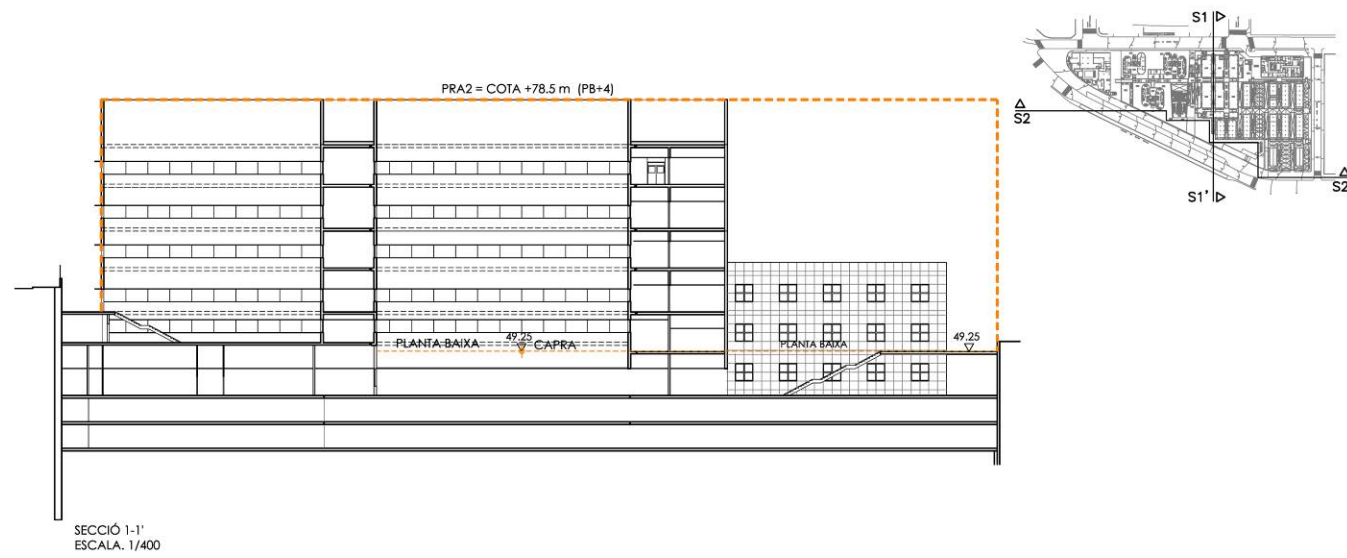 S1
PRA2 = COTA +78.5 m (PB+4)
S2
S2
S1'
PLANTA BAIXA
49.25
CAPRA
PLANTA BAIXA
49.25
SECCIÓ 1-1'
ESCALA. 1/400